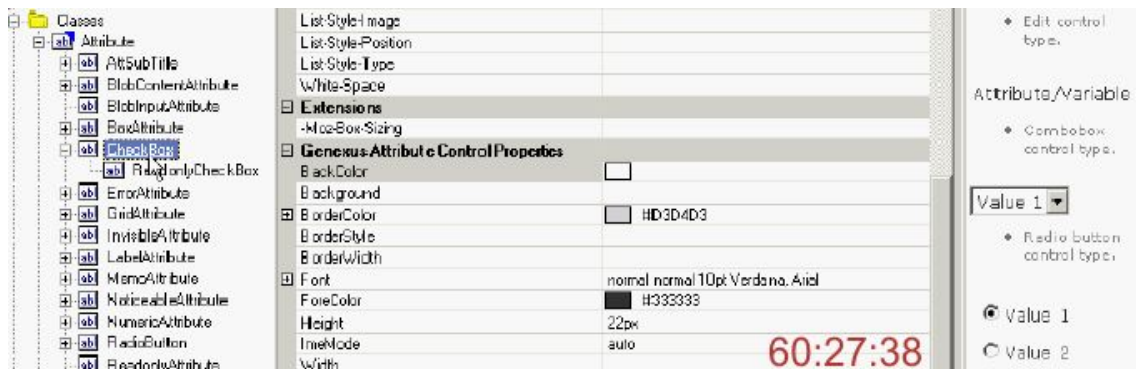 Classes
Attribute
AttSubTitle
BlobContentAttribute
BlobInputAttribute
BoxAttribute
CheckBox
ReadonlyCheckBox
ErrorAttribute
GridAttribute
InvisibleAttribute
LabelAttribute
MemoAttribute
NoticeableAttribute
NumericAttribute
RadioButton
ReadonlyAttribute
List-Style-Image
List-Style-Position
List-Style-Type
White-Space
Extensions
-Moz-Box-Sizing
Genexus Attribute Control Properties
BackColor
Background
BorderColor #D3D4D3
BorderStyle
BorderWidth
Font normal normal 10pt Verdana, Arial
ForeColor #333333
Height 22px
ImeMode auto
Width
60:27:38
Edit control
type.
Attribute/Variable
Combobox
control type.
Value 1
Radio button
control type.
Value 1
Value 2